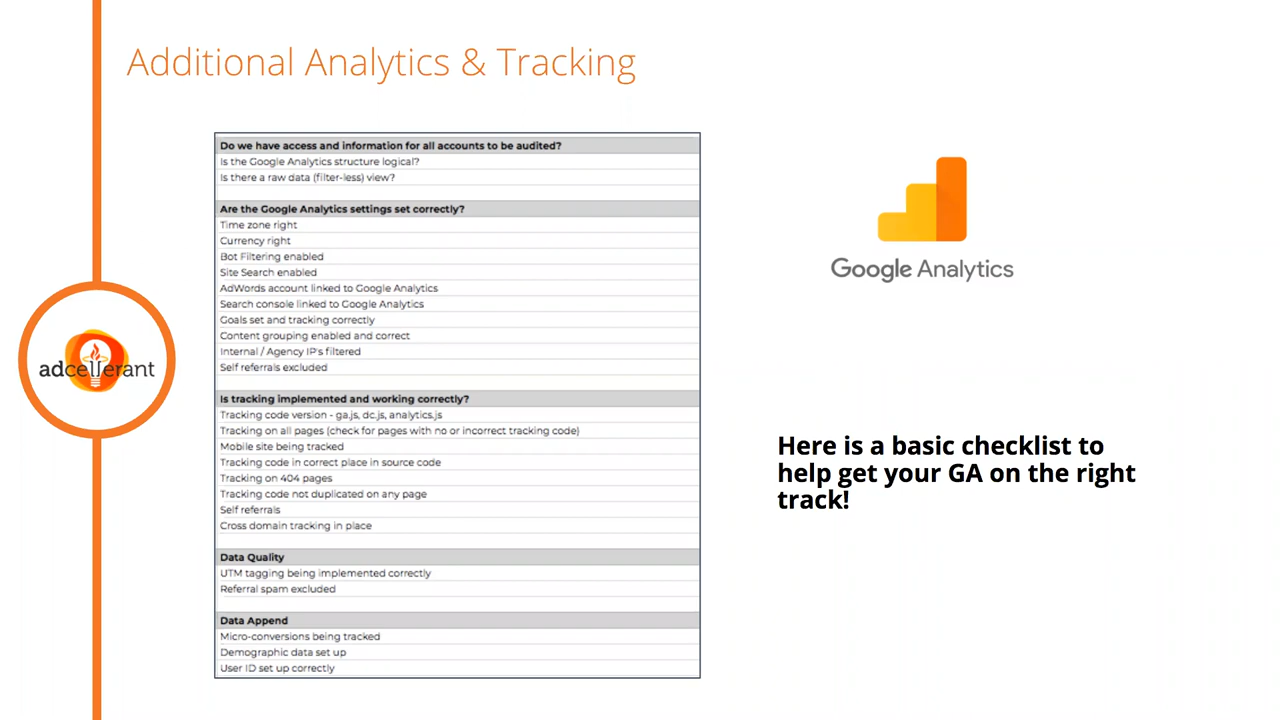 Additional Analytics & Tracking
Do we have access and information for all accounts to be audited?
Is the Google Analytics structure logical?
Is there a raw data (filter-less) view?
Are the Google Analytics settings set correctly?
Time zone right
Currency right
Bot Filtering enabled
Site Search enabled
AdWords account linked to Google Analytics
Search console linked to Google Analytics
Goals set and tracking correctly
Content grouping enabled and correct
Internal / Agency IP's filtered
Self referrals excluded
Is tracking implemented and working correctly?
Tracking code version - ga.js, dc.js, analytics.js
Tracking on all pages (check for pages with no or incorrect tracking code)
Mobile site being tracked
Tracking code in correct place in source code
Tracking on 404 pages
Tracking code not duplicated on any page
Self referrals
Cross domain tracking in place
Data Quality
UTM tagging being implemented correctly
Referral spam excluded
Data Append
Micro-conversions being tracked
Demographic data set up
User ID set up correctly
Google Analytics
Here is a basic checklist to
help get your GA on the right
track!
adcellerant